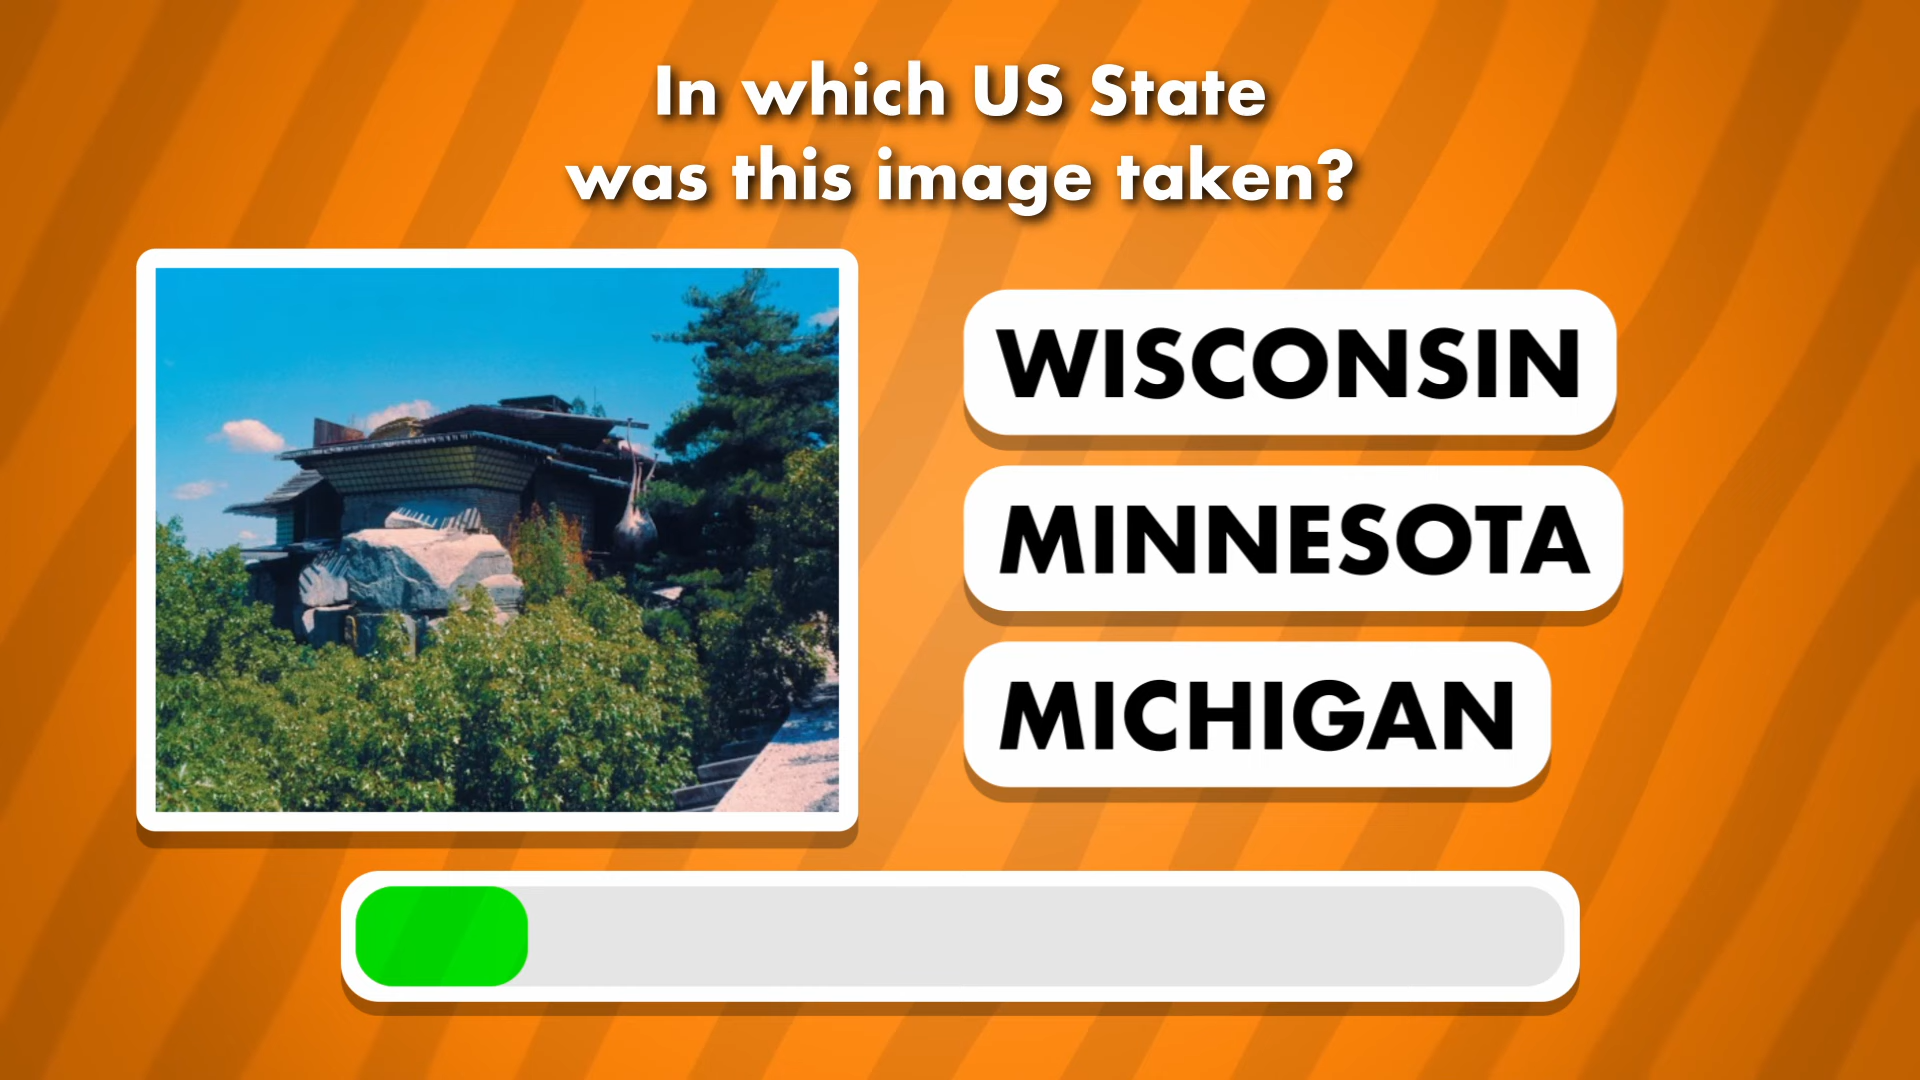 In which US State
was this image taken?
WISCONSIN
MINNESOTA
MICHIGAN